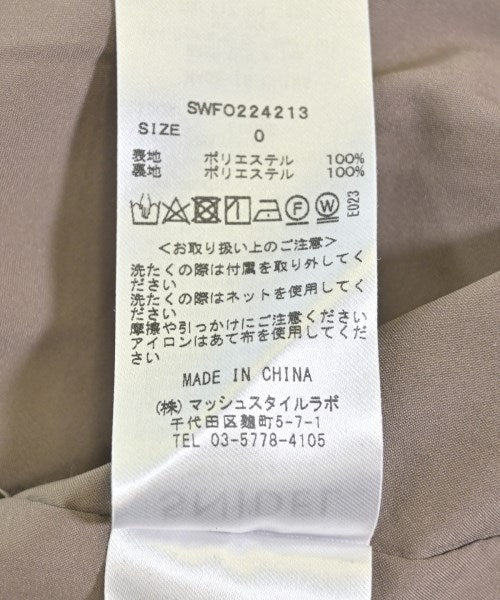 SWFO224213
SIZE 0
表地 ポリエステル 100%
裏地 ポリエステル 100%
F W E023
<お取り扱い上のご注意>
洗たくの際は付属を取り外してく
ださい
洗たくの際はネットを使用してく
ださい
摩擦や引っかけにご注意ください
アイロンはあて布を使用してくだ
さい
MADE IN CHINA
(株) マッシュスタイルラボ
千代田区麹町5-7-1
TEL 03-5778-4105
SNIDEL